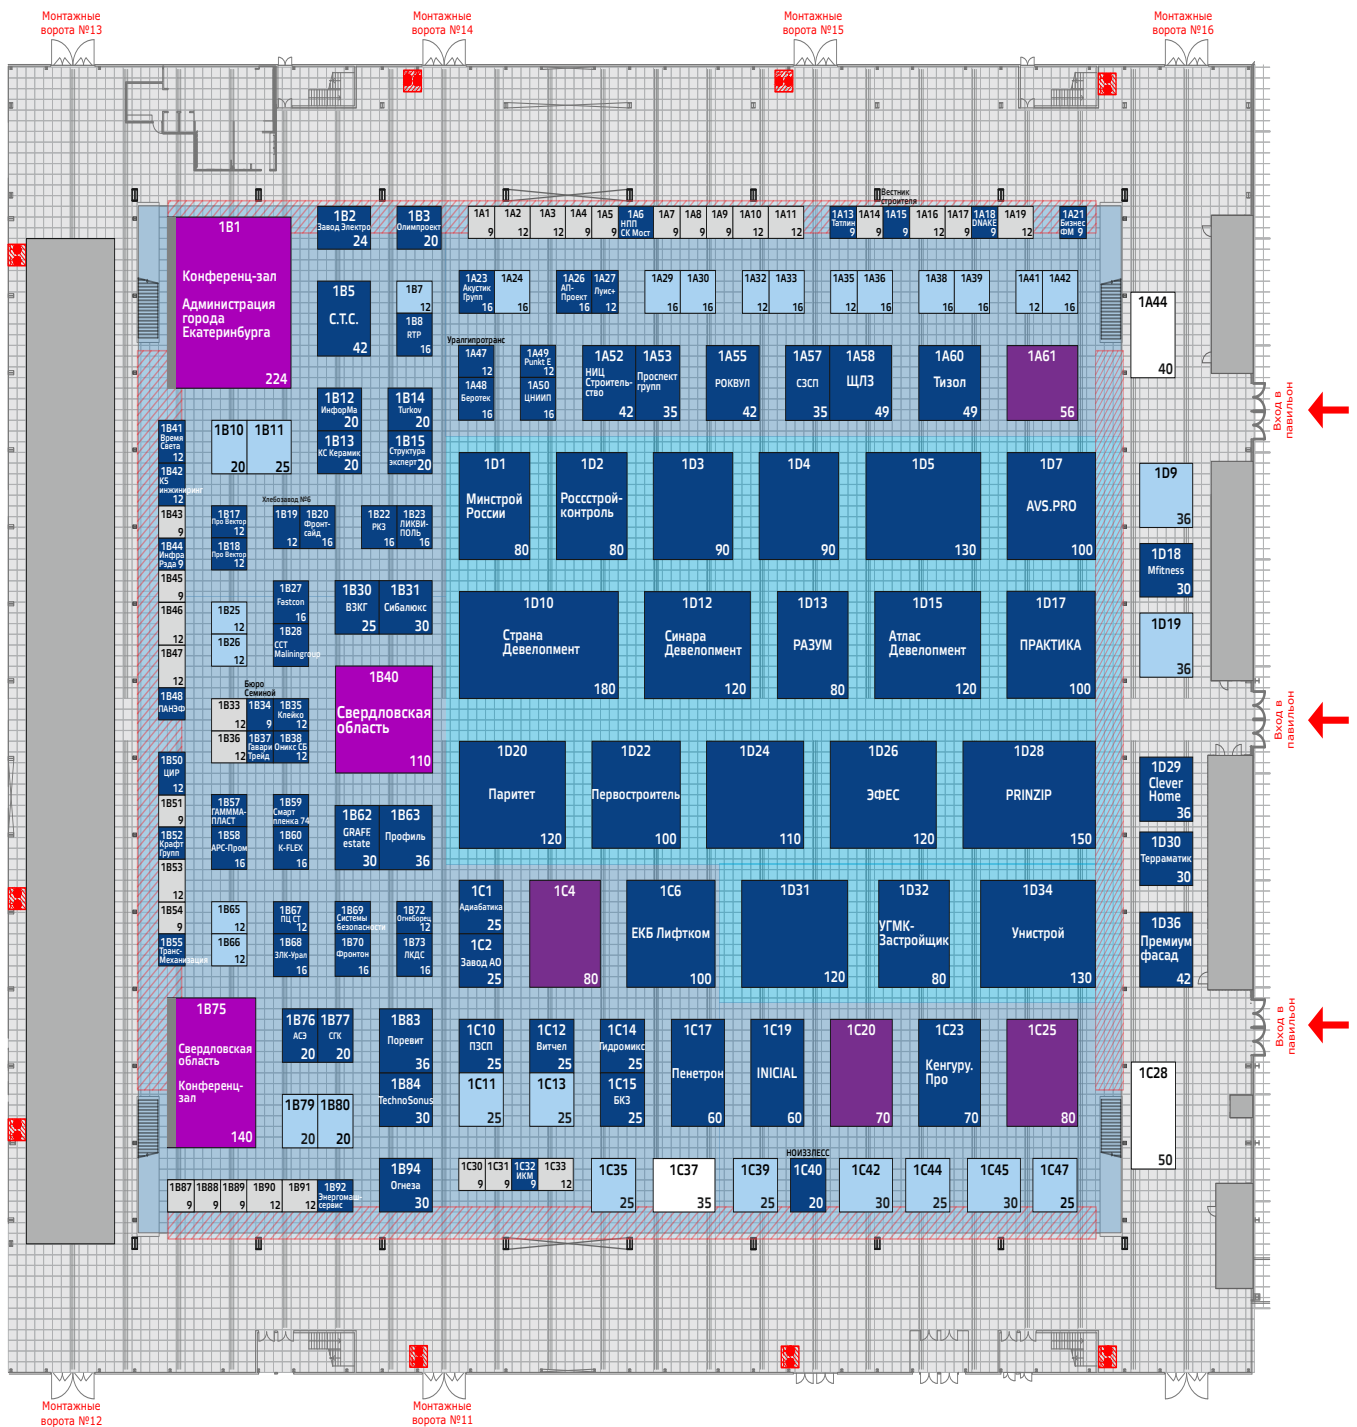 Монтажные
ворота №13
Монтажные
ворота №14
Монтажные
ворота №15
Монтажные
ворота №16
1B1
Конференц-зал
Администрация
города
Екатеринбурга
224
1B2
Завод Электро
24
1B3
Олимпроект
20
1A1
9
1A2
12
1A3
12
1A4
9
1A5
9
1A6
НПП
СК Мост
1A7
9
1A8
9
1A9
9
1A10
12
1A11
12
Вестник
строителя
1A13
Татлин
9
1A14
9
1A15
9
1A16
12
1A17
9
1A18
DNAKE
9
1A19
12
1A21
Бизнес
ФМ 9
1B5
С.Т.С.
42
1B7
12
1B8
RTP
16
1A23
Акустик
Групп
16
1A24
16
1A26
АП-
Проект
16
1A27
Луис+
12
1A29
16
1A30
16
1A32
12
1A33
16
1A35
12
1A36
16
1A38
16
1A39
16
1A41
12
1A42
16
1A44
40
Уралгипротранс
1A47
12
1A48
Беротек
16
1A49
Punkt E
12
1A50
ЦНИИП
16
1A52
НИЦ
Строитель-
ство
42
1A53
Проспект
групп
35
1A55
РОКВУЛ
42
1A57
СЗСП
35
1A58
ЩЛЗ
49
1A60
Тизол
49
1A61
56
Вход в
павильон
1B12
ИнформА
20
1B13
КС Керамик
20
1B14
Turkov
20
1B15
Структура
эксперт 20
1B10
20
1B11
25
1B41
Время
Света
12
1B42
К5
инжиниринг
12
1B43
9
1B44
Инфра
Рэда 9
1B45
9
1B46
12
1B47
12
1B48
ПАНЭФ
1B17
Про Вектор
12
1B18
Про Вектор
12
Хлебозавод №6
1B19
12
1B20
Фронт-
сайд
16
1B22
РКЗ
16
1B23
ЛИКВИ-
ПОЛЬ
16
1B25
12
1B26
12
1B27
Fastcon
16
1B28
ССТ
Maliningroup
1B30
ВЗКГ
25
1B31
Сибалюкс
30
1D1
Минстрой
России
80
1D2
Россстрой-
контроль
80
1D3
90
1D4
90
1D5
130
1D7
AVS.PRO
100
1D9
36
1D18
Mfitness
30
1D19
36
1D10
Страна
Девелопмент
180
1D12
Синара
Девелопмент
120
1D13
РАЗУМ
80
1D15
Атлас
Девелопмент
120
1D17
ПРАКТИКА
100
Вход в
павильон
Бюро
Семиной
1B33
12
1B34
9
1B35
Клейко
12
1B36
12
1B37
Гавари
Трейд
1B38
Оникс СБ
12
1B40
Свердловская
область
110
1B50
ЦИР
12
1B51
9
1B52
Крафт
Групп
1B53
12
1B54
9
1B55
Транс-
Механизация
1B57
ГАМММА-
ПЛАСТ
1B58
АРС-Пром
16
1B59
Смарт
пленка 74
1B60
K-FLEX
16
1B62
GRAFE
estate
30
1B63
Профиль
36
1D20
Паритет
120
1D22
Первостроитель
100
1D24
110
1D26
ЭФЕС
120
1D28
PRINZIP
150
1D29
Clever
Home
36
1D30
Терраматик
30
1D36
Премиум
фасад
42
1B65
12
1B66
12
1B67
ПЦ СТ
12
1B68
ЗЛК-Урал
16
1B69
Системы
безопасности
1B70
Фронтон
16
1B72
Огнеборец
12
1B73
ЛКДС
16
1C1
Адиабатика
25
1C2
Завод АО
25
1C4
80
1C6
ЕКБ Лифтком
100
1D31
120
1D32
УГМК-
Застройщик
80
1D34
Унистрой
130
Вход в
павильон
1B75
Свердловская
область
Конференц-
зал
140
1B76
АСЭ
20
1B77
СГК
20
1B79
20
1B80
20
1B83
Поревит
36
1B84
TechnoSonus
30
1C10
ПЗСП
25
1C11
25
1C12
Витчел
25
1C13
25
1C14
Гидромикс
25
1C15
БКЗ
25
1C17
Пенетрон
60
1C19
INICIAL
60
1C20
70
1C23
Кенгуру.
Про
70
1C25
80
1C28
50
1B87
9
1B88
9
1B89
9
1B90
12
1B91
12
1B92
Энергомаш-
сервис
1B94
Огнеза
30
1C30
9
1C31
9
1C32
ИКМ
9
1C33
12
1C35
25
1C37
35
1C39
25
НОИЗЗЛЕСС
1C40
20
1C42
30
1C44
25
1C45
30
1C47
25
Монтажные
ворота №12
Монтажные
ворота №11